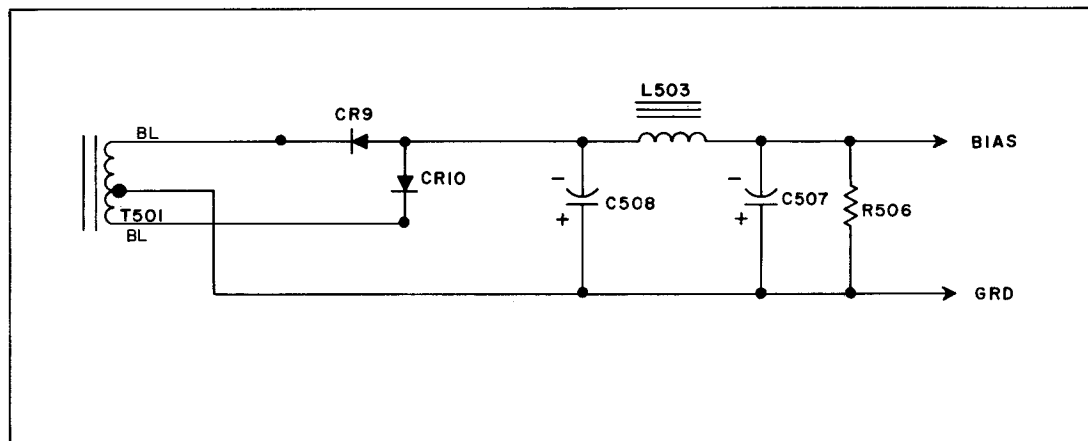 L503
CR9
BL
BIAS
CR10
-
-
C508
C507
R506
T501
+
+
BL
GRD